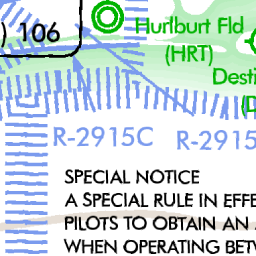 ) 106
Hurlburt Fld
(HRT)
Desti
(D
R-2915C R-2915
SPECIAL NOTICE
A SPECIAL RULE IN EFFE
PILOTS TO OBTAIN AN
WHEN OPERATING BETW